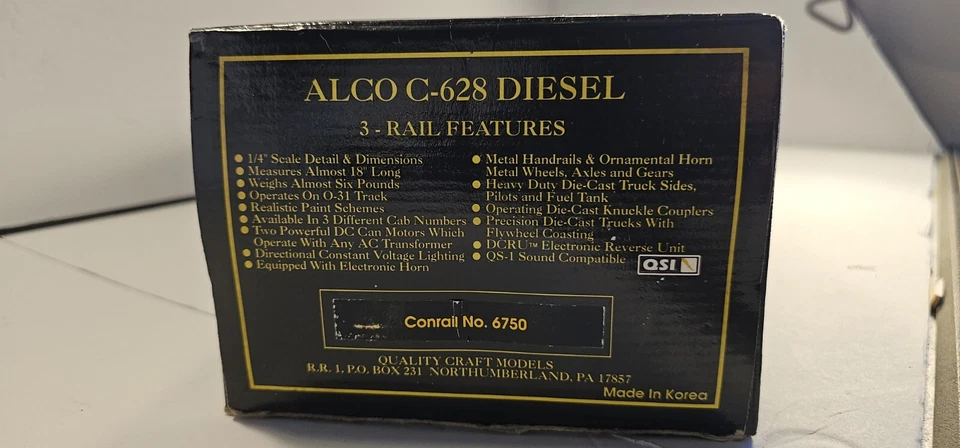 ALCO C-628 DIESEL
3 - RAIL FEATURES
● 1/4" Scale Detail & Dimensions
● Measures Almost 18" Long
● Weighs Almost Six Pounds
● Operates On O-31 Track
● Realistic Paint Schemes
● Available In 3 Different Cab Numbers
● Two Powerful DC Can Motors Which
Operate With Any AC Transformer
● Directional Constant Voltage Lighting
● Equipped With Electronic Horn
● Metal Handrails & Ornamental Horn
Metal Wheels, Axles and Gears
● Heavy Duty Die-Cast Truck Sides,
Pilots and Fuel Tank
● Operating Die-Cast Knuckle Couplers
● Precision Die-Cast Trucks With
Flywheel Coasting
● DCRU™ Electronic Reverse Unit
● QS-1 Sound Compatible
QSI
Conrail No. 6750
QUALITY CRAFT MODELS
R.R. 1, P.O. BOX 231 NORTHUMBERLAND, PA 17857
Made In Korea